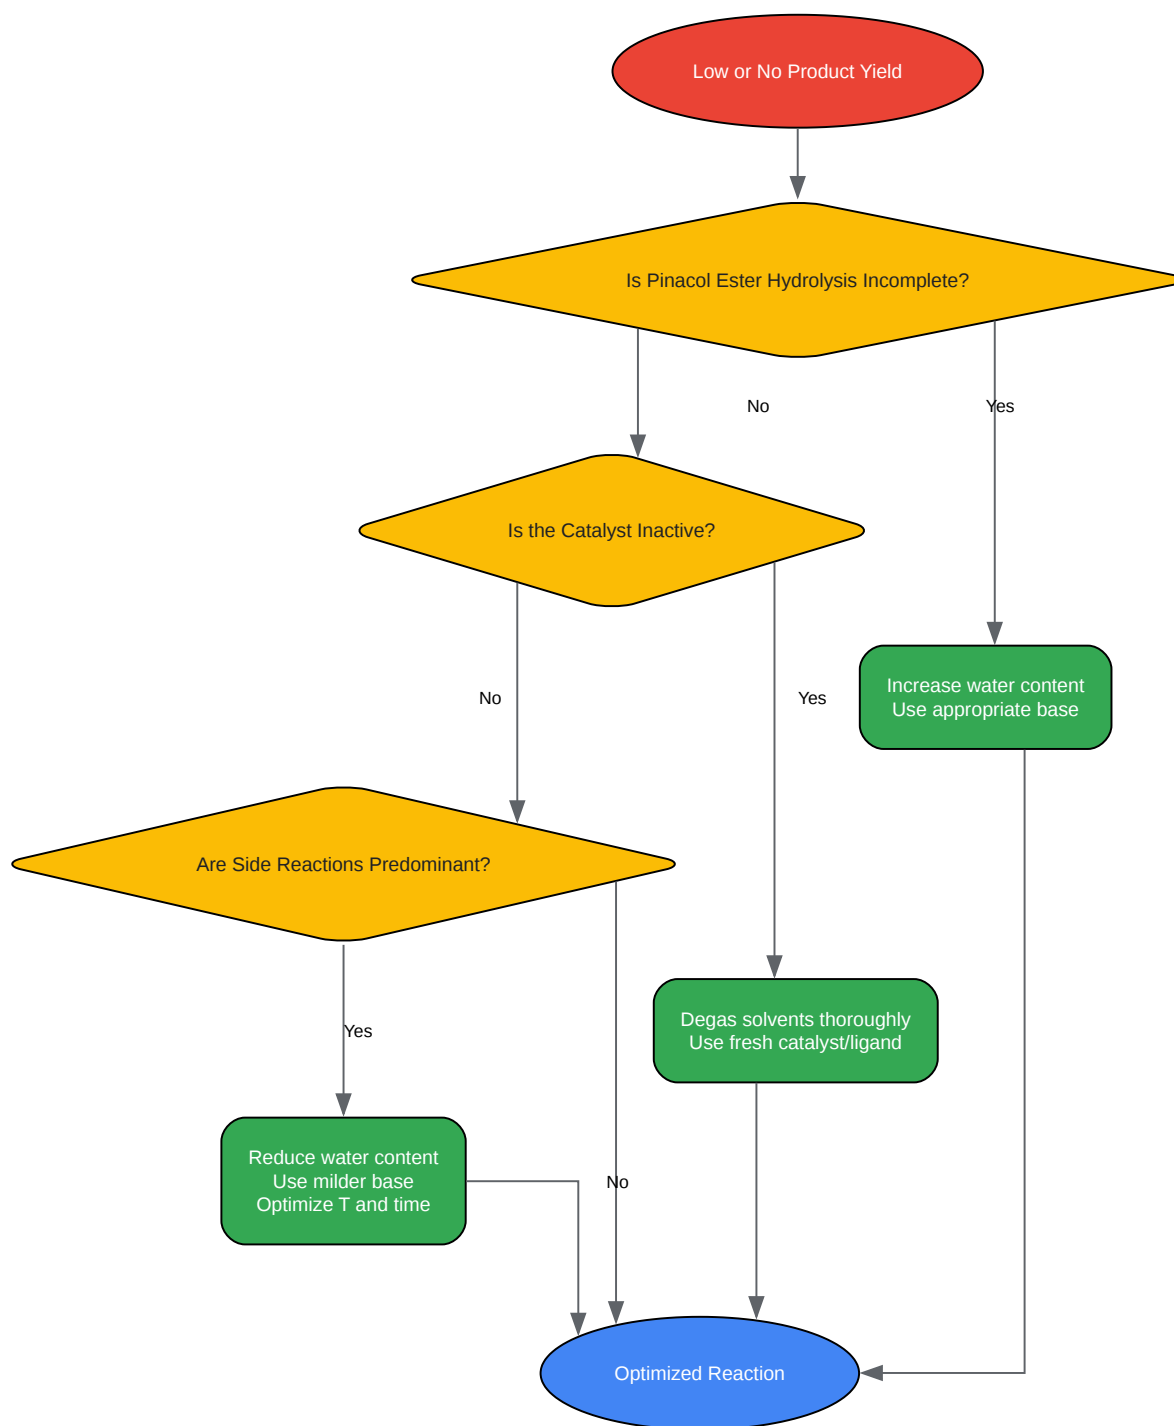 Low or No Product Yield
Is Pinacol Ester Hydrolysis Incomplete?
No
Yes
Is the Catalyst Inactive?
No
Yes
Increase water content
Use appropriate base
Are Side Reactions Predominant?
Yes
Degas solvents thoroughly
Use fresh catalyst/ligand
Reduce water content
Use milder base
Optimize T and time
No
Optimized Reaction